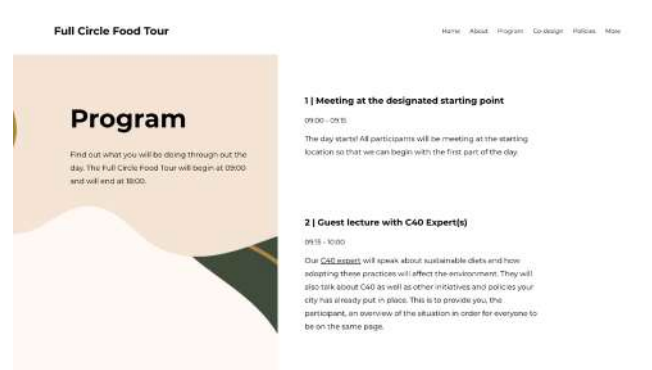 Full Circle Food Tour
Home About Program Co-design Policies More
Program
Find out what you will be doing through out the
day. The Full Circle Food Tour will begin at 09:00
and will end at 18:00.
1 | Meeting at the designated starting point
09:00 - 09:15
The day starts! All participants will be meeting at the starting
location so that we can begin with the first part of the day.
2 | Guest lecture with C40 Expert(s)
09:15 - 10:00
Our C40 expert will speak about sustainable diets and how
adapting these practices will affect the environment. They will
also talk about C40 as well as other initiatives and policies your
city has already put in place. This is to provide you, the
participant, an overview of the situation in order for everyone to
be on the same page.